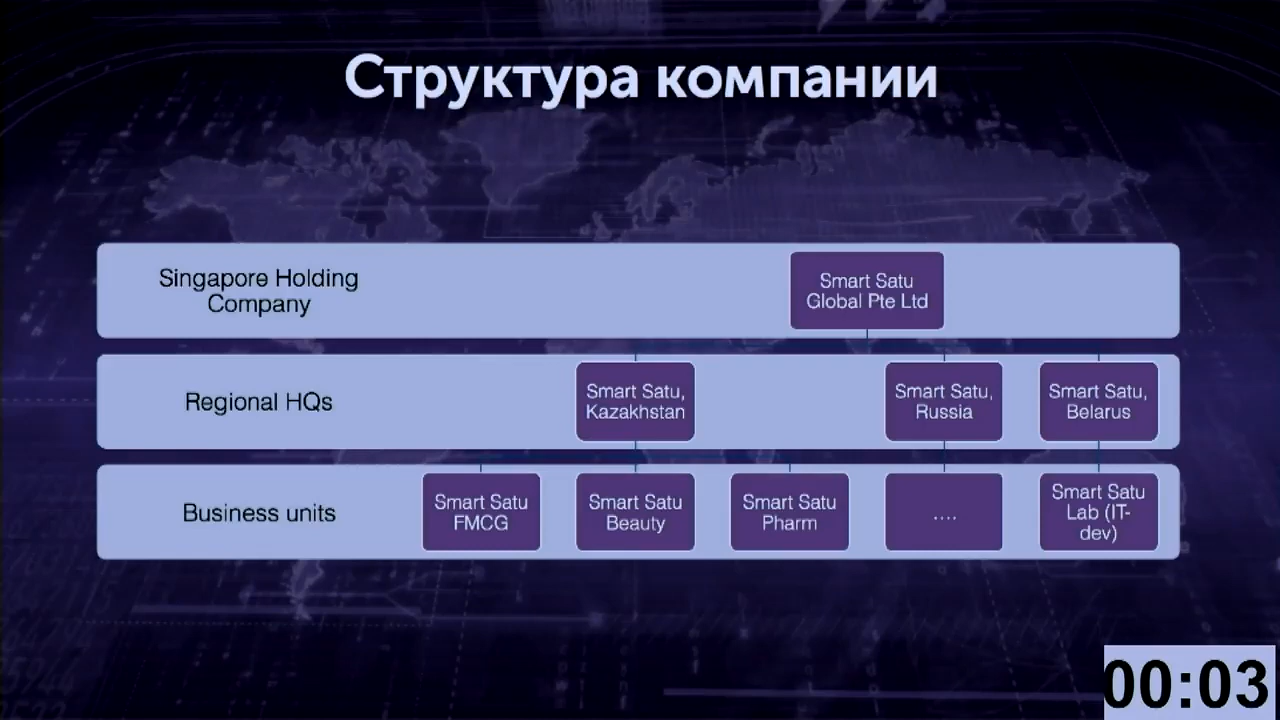 Структура компании
Singapore Holding
Company
Smart Satu
Global Pte Ltd
Regional HQs
Smart Satu,
Kazakhstan
Smart Satu,
Russia
Smart Satu,
Belarus
Business units
Smart Satu
FMCG
Smart Satu
Beauty
Smart Satu
Pharm
....
Smart Satu
Lab (IT-
dev)
00:03